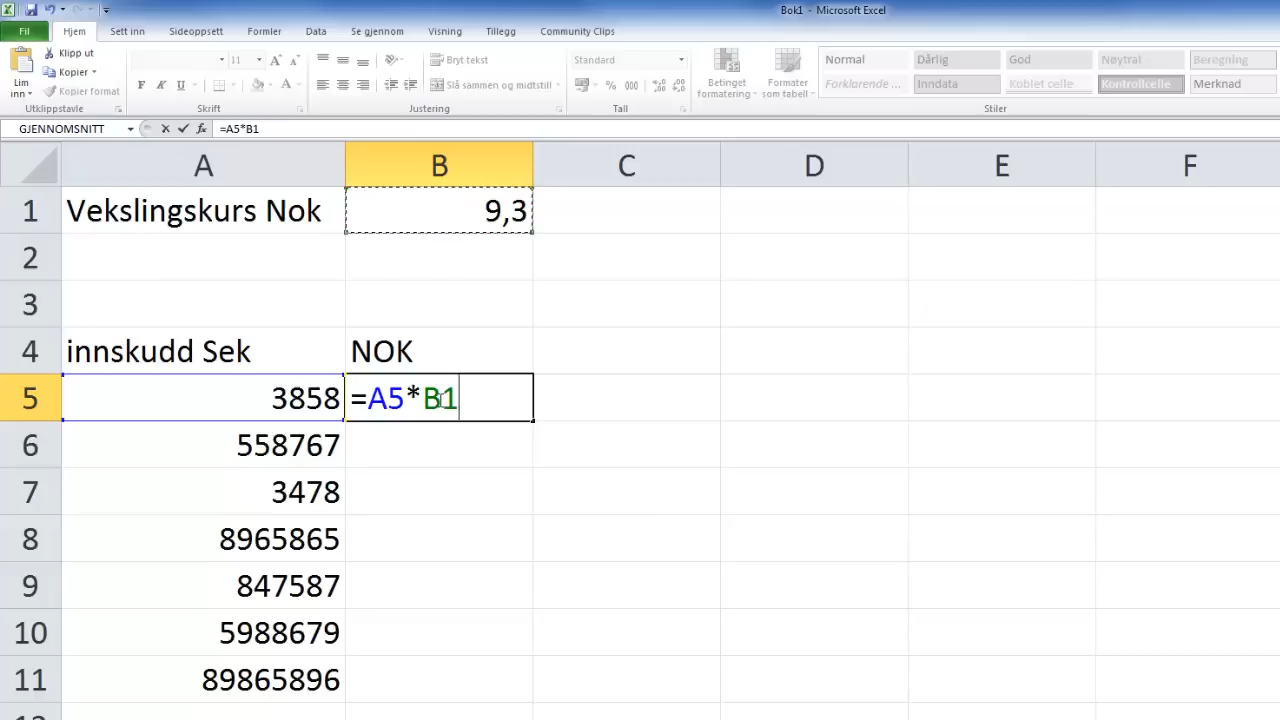 Bok1 - Microsoft Excel
Fil Hjem Sett inn Sideoppsett Formler Data Se gjennom Visning Tillegg Community Clips
Lim inn
Klipp ut
Kopier
Kopier format
Utklippstavle
11 A A
F K U A
Skrift
Bryt tekst
Slå sammen og midtstill
Justering
Standard
% 000
Tall
Betinget formatering
Formater som tabell
Normal Dårlig God Nøytral Beregning
Forklarende ... Inndata Koblet celle Kontrollcelle Merknad
Stiler
GJENNOMSNITT fx =A5*B1
A B C D E F
1 Vekslingskurs Nok 9,3
2
3
4 innskudd Sek NOK
5 3858 =A5*B1
6 558767
7 3478
8 8965865
9 847587
10 5988679
11 89865896